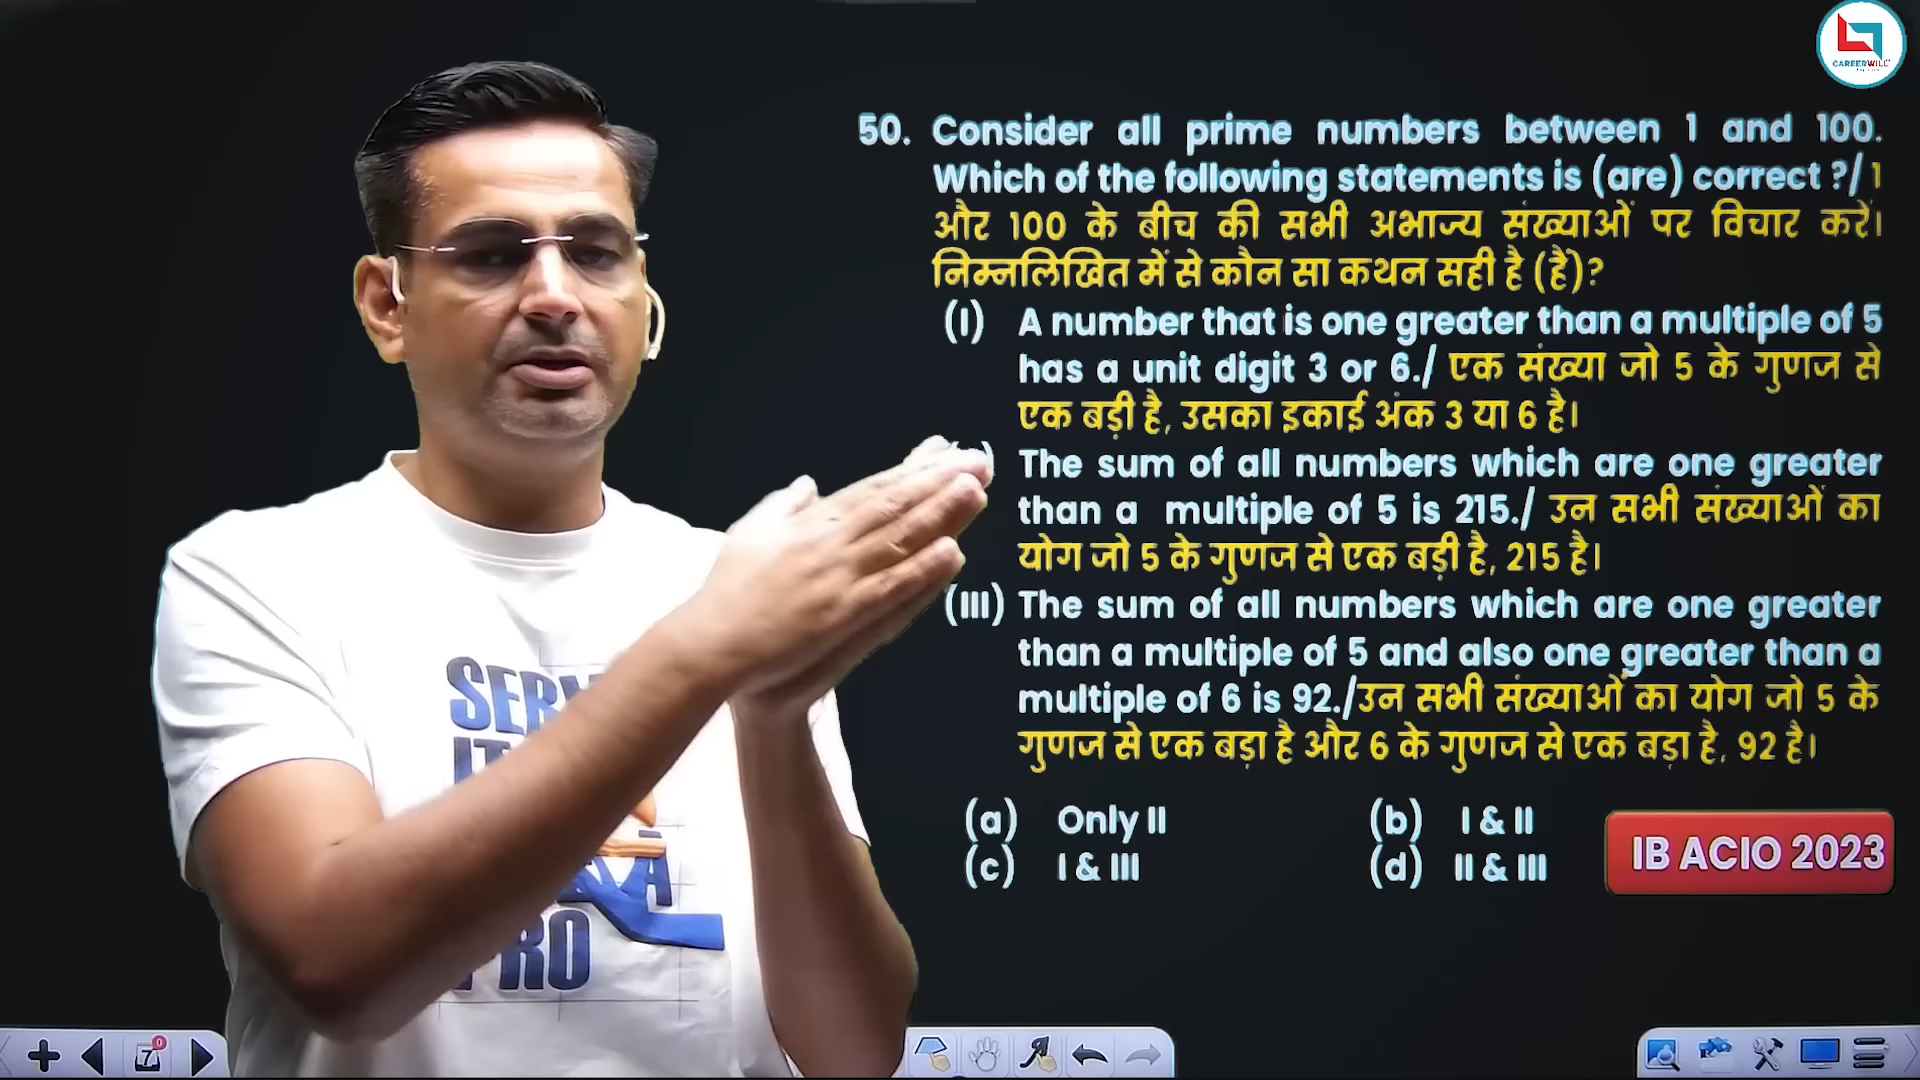 CAREERWILL
50. Consider all prime numbers between 1 and 100.
Which of the following statements is (are) correct ?/ 1
और 100 के बीच की सभी अभाज्य संख्याओं पर विचार करें।
निम्नलिखित में से कौन सा कथन सही है (हैं)?
(I) A number that is one greater than a multiple of 5
has a unit digit 3 or 6./ एक संख्या जो 5 के गुणज से
एक बड़ी है, उसका इकाई अंक 3 या 6 है।
The sum of all numbers which are one greater
than a multiple of 5 is 215./ उन सभी संख्याओं का
योग जो 5 के गुणज से एक बड़ी है, 215 है।
(III) The sum of all numbers which are one greater
than a multiple of 5 and also one greater than a
multiple of 6 is 92./उन सभी संख्याओं का योग जो 5 के
गुणज से एक बड़ा है और 6 के गुणज से एक बड़ा है, 92 है।
(a) Only II (b) I & II
(c) I & III (d) II & III
IB ACIO 2023
7 0